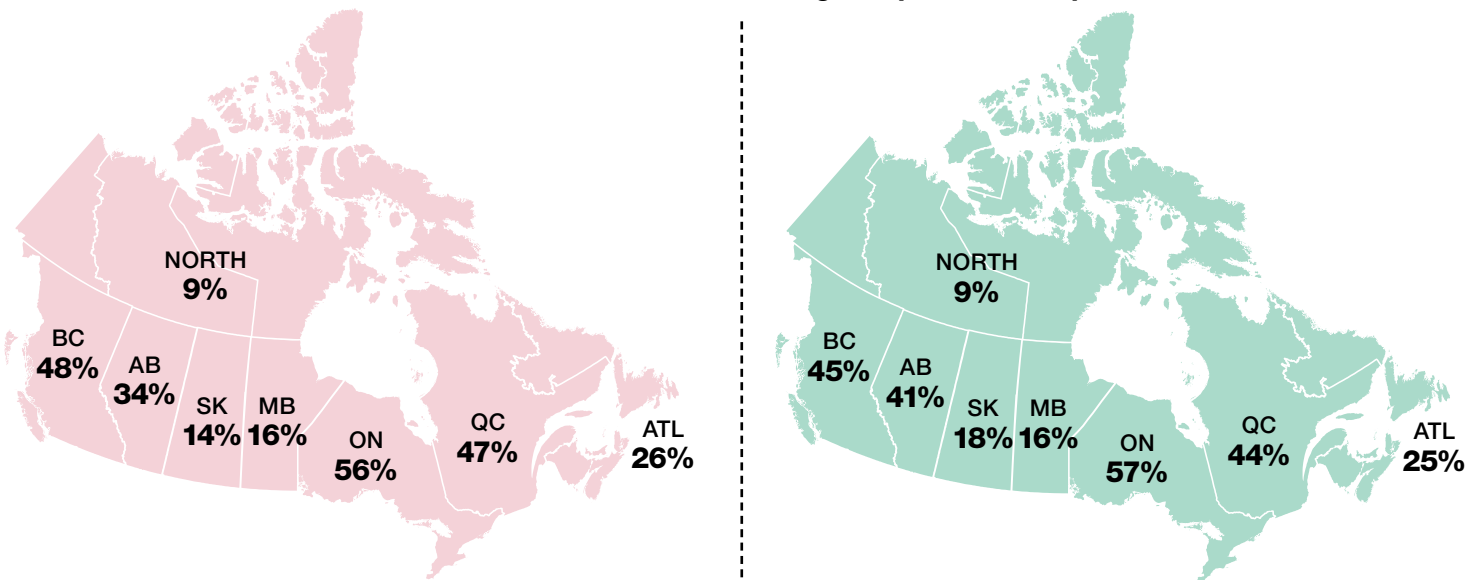 NORTH
9%
BC
48%
AB
34%
SK
14%
MB
16%
ON
56%
QC
47%
ATL
26%
NORTH
9%
BC
45%
AB
41%
SK
18%
MB
16%
ON
57%
QC
44%
ATL
25%